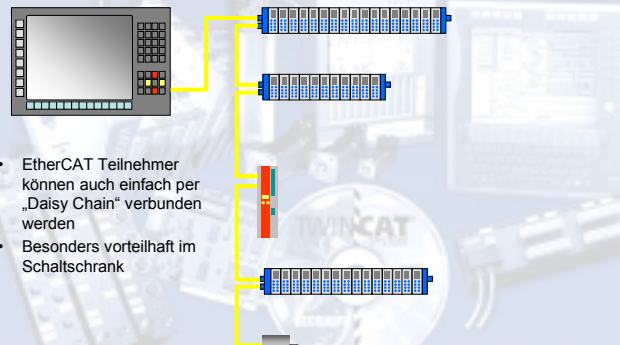 • EtherCAT Teilnehmer
können auch einfach per
„Daisy Chain“ verbunden
werden
• Besonders vorteilhaft im
Schaltschrank
TWINCAT